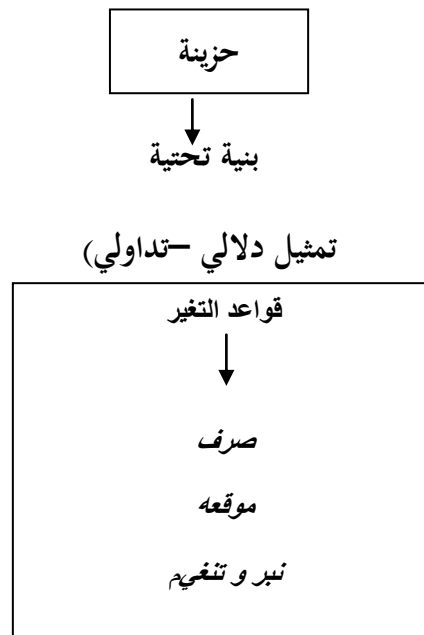 حزينة
بنية تحتية
تمثيل دلالي –تداولي)
قواعد التغير
صرف
موقعه
نبر و تنغيم